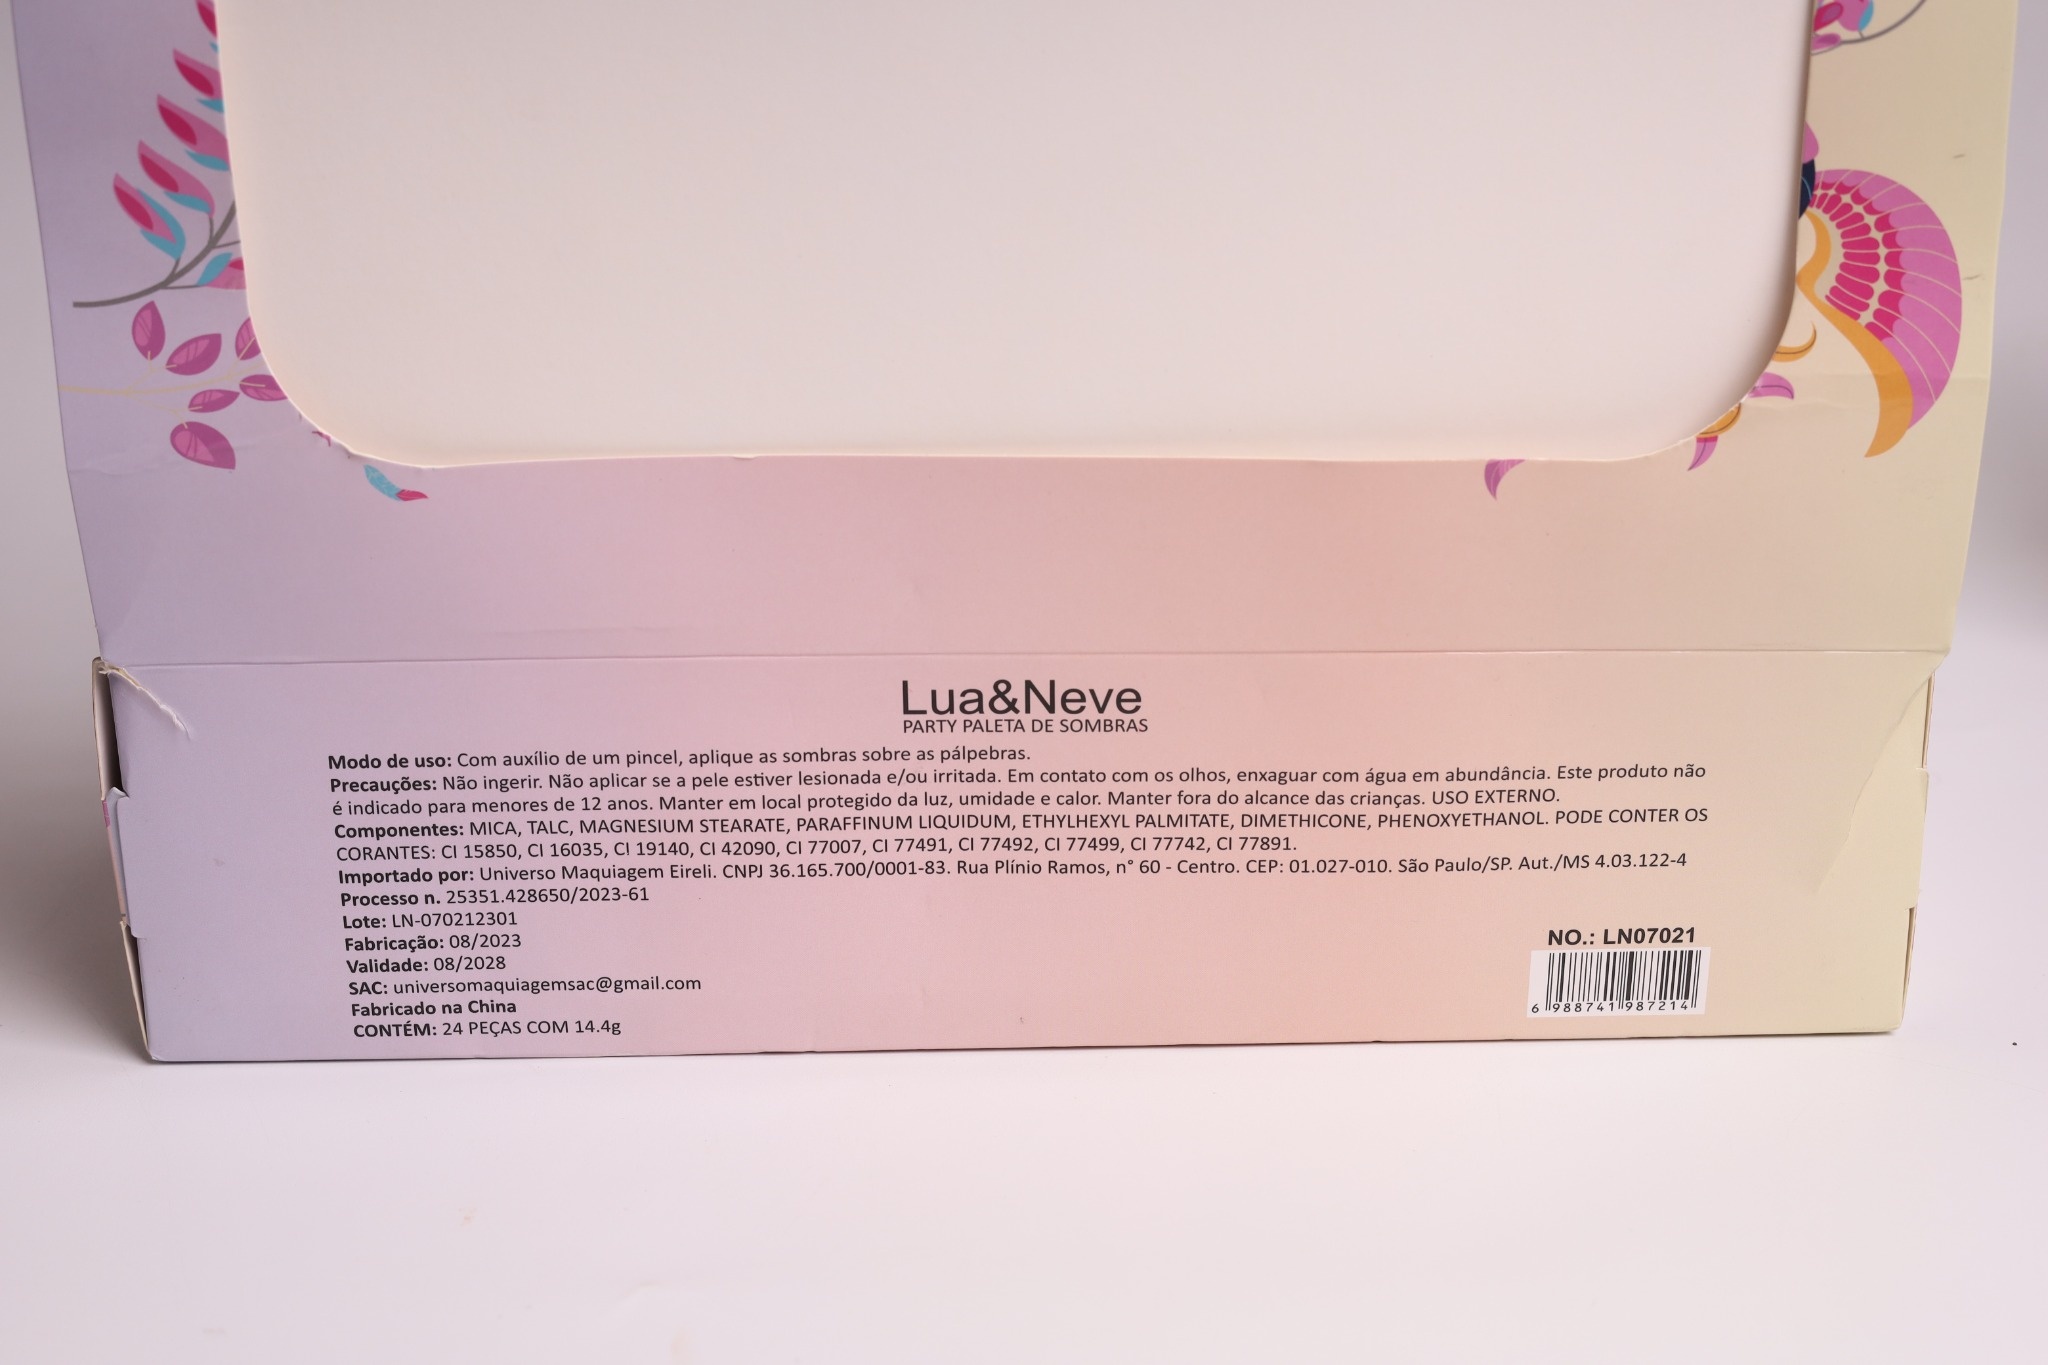 Lua&Neve
PARTY PALETA DE SOMBRAS
Modo de uso: Com auxílio de um pincel, aplique as sombras sobre as pálpebras.
Precauções: Não ingerir. Não aplicar se a pele estiver lesionada e/ou irritada. Em contato com os olhos, enxaguar com água em abundância. Este produto não
é indicado para menores de 12 anos. Manter em local protegido da luz, umidade e calor. Manter fora do alcance das crianças. USO EXTERNO.
Componentes: MICA, TALC, MAGNESIUM STEARATE, PARAFFINUM LIQUIDUM, ETHYLHEXYL PALMITATE, DIMETHICONE, PHENOXYETHANOL. PODE CONTER OS
CORANTES: CI 15850, CI 16035, CI 19140, CI 42090, CI 77007, CI 77491, CI 77492, CI 77499, CI 77742, CI 77891.
Importado por: Universo Maquiagem Eireli. CNPJ 36.165.700/0001-83. Rua Plínio Ramos, n° 60 - Centro. CEP: 01.027-010. São Paulo/SP. Aut./MS 4.03.122-4
Processo n. 25351.428650/2023-61
Lote: LN-070212301
Fabricação: 08/2023
Validade: 08/2028
SAC: universomaquiagemsac@gmail.com
Fabricado na China
CONTÉM: 24 PEÇAS COM 14.4g
NO.: LN07021
6 988741 987214